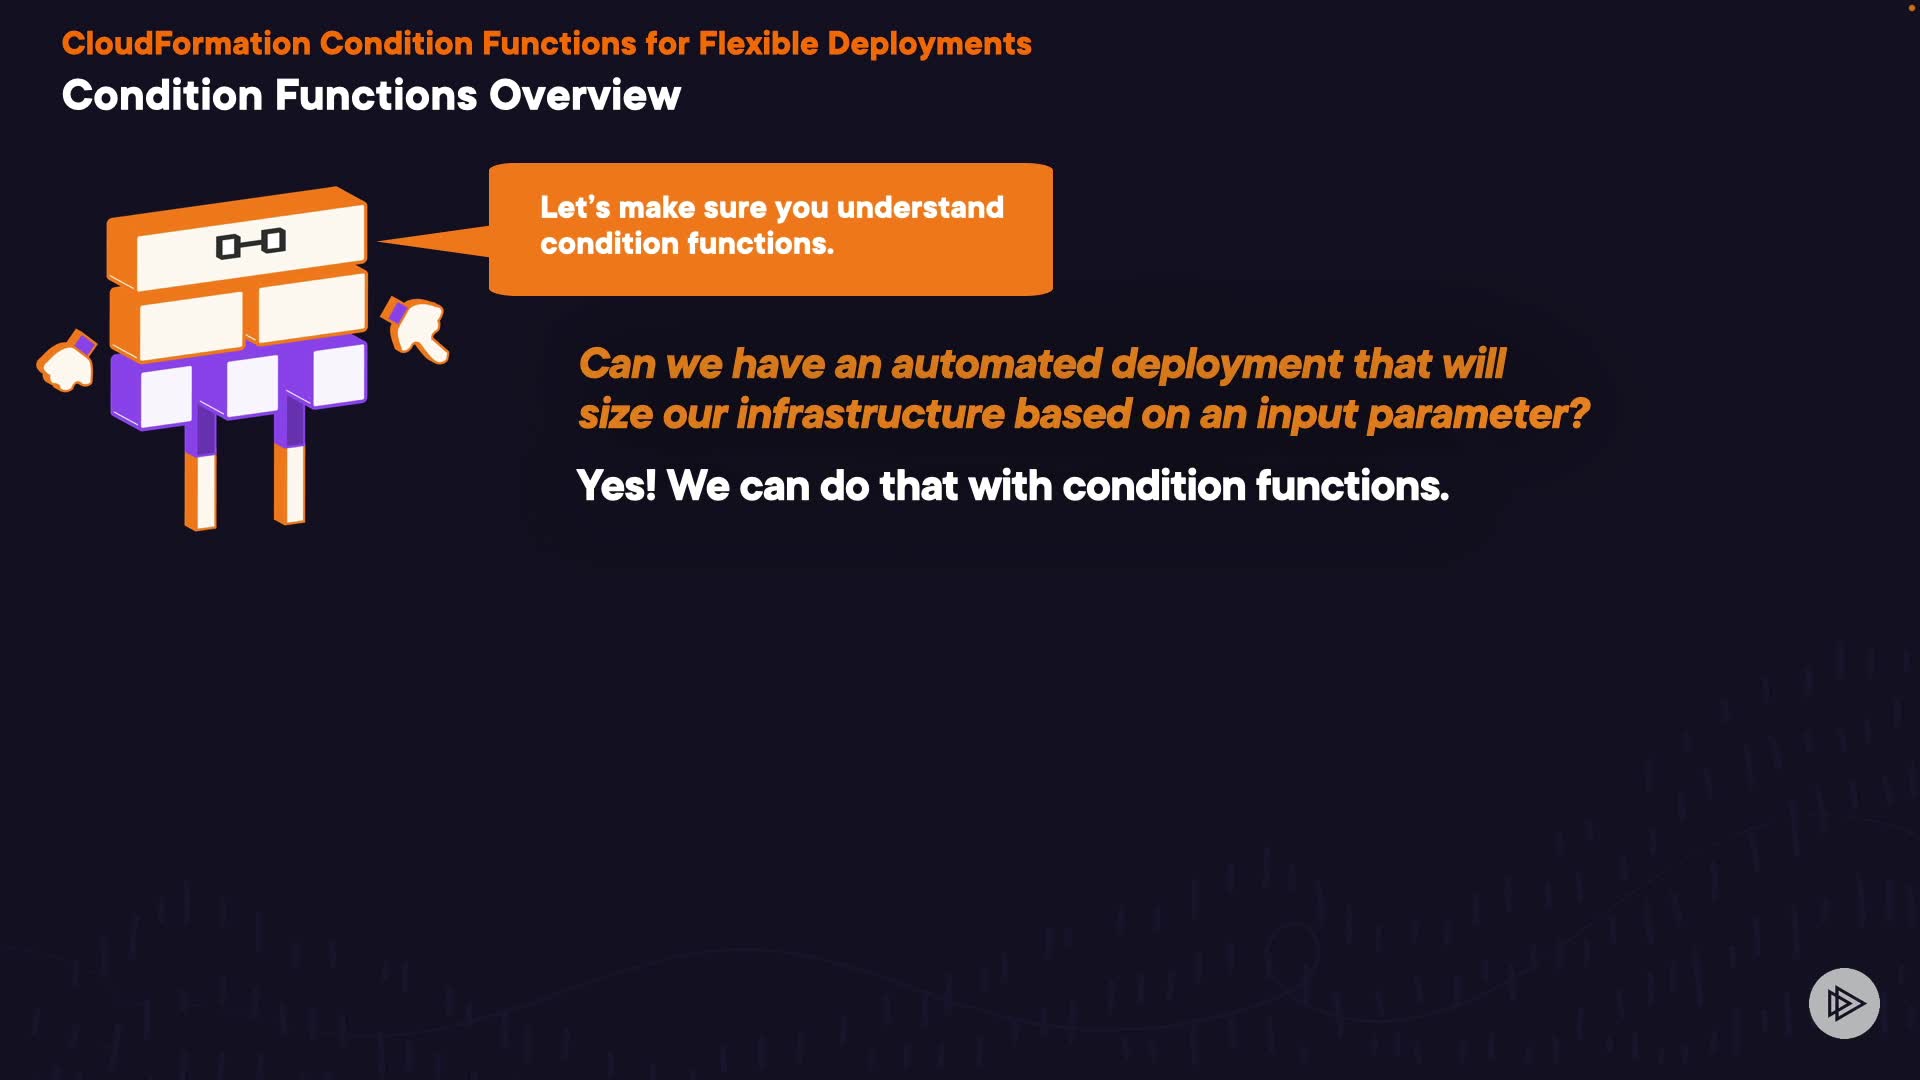 CloudFormation Condition Functions for Flexible Deployments
Condition Functions Overview
Let’s make sure you understand
condition functions.
Can we have an automated deployment that will
size our infrastructure based on an input parameter?
Yes! We can do that with condition functions.